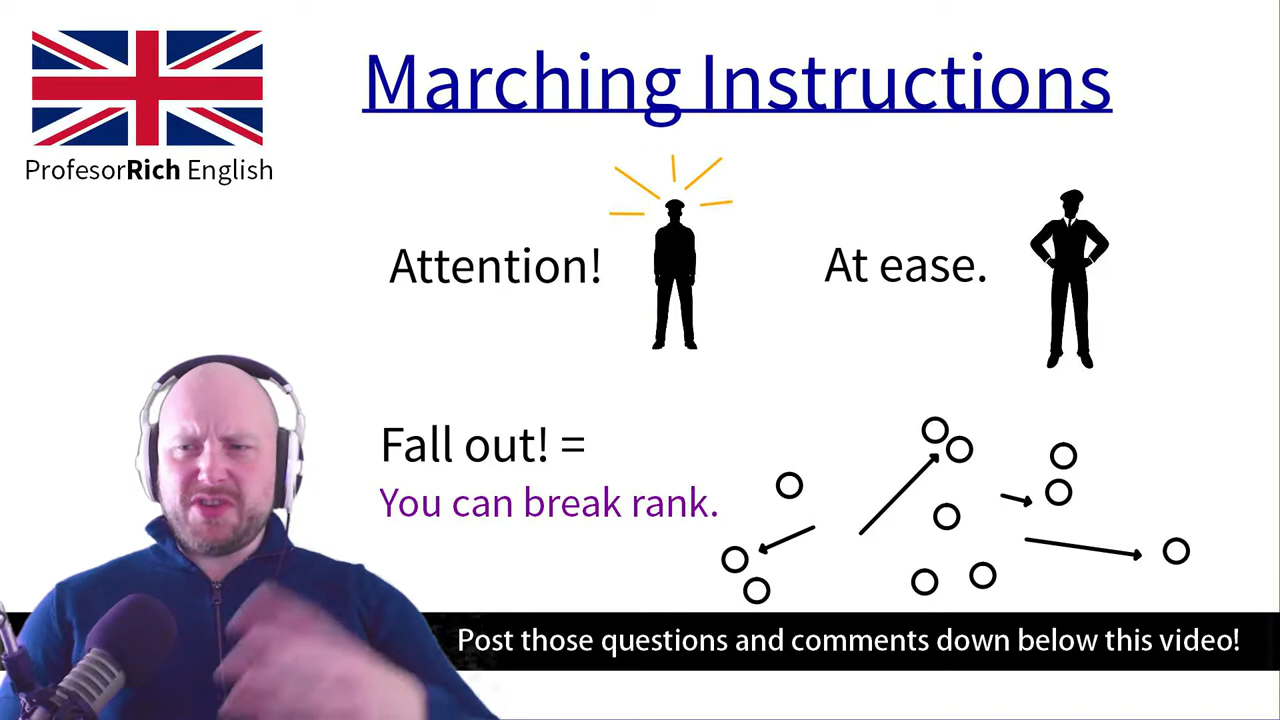 Marching Instructions
ProfesorRich English
Attention!
At ease.
Fall out! =
You can break rank.
Post those questions and comments down below this video!